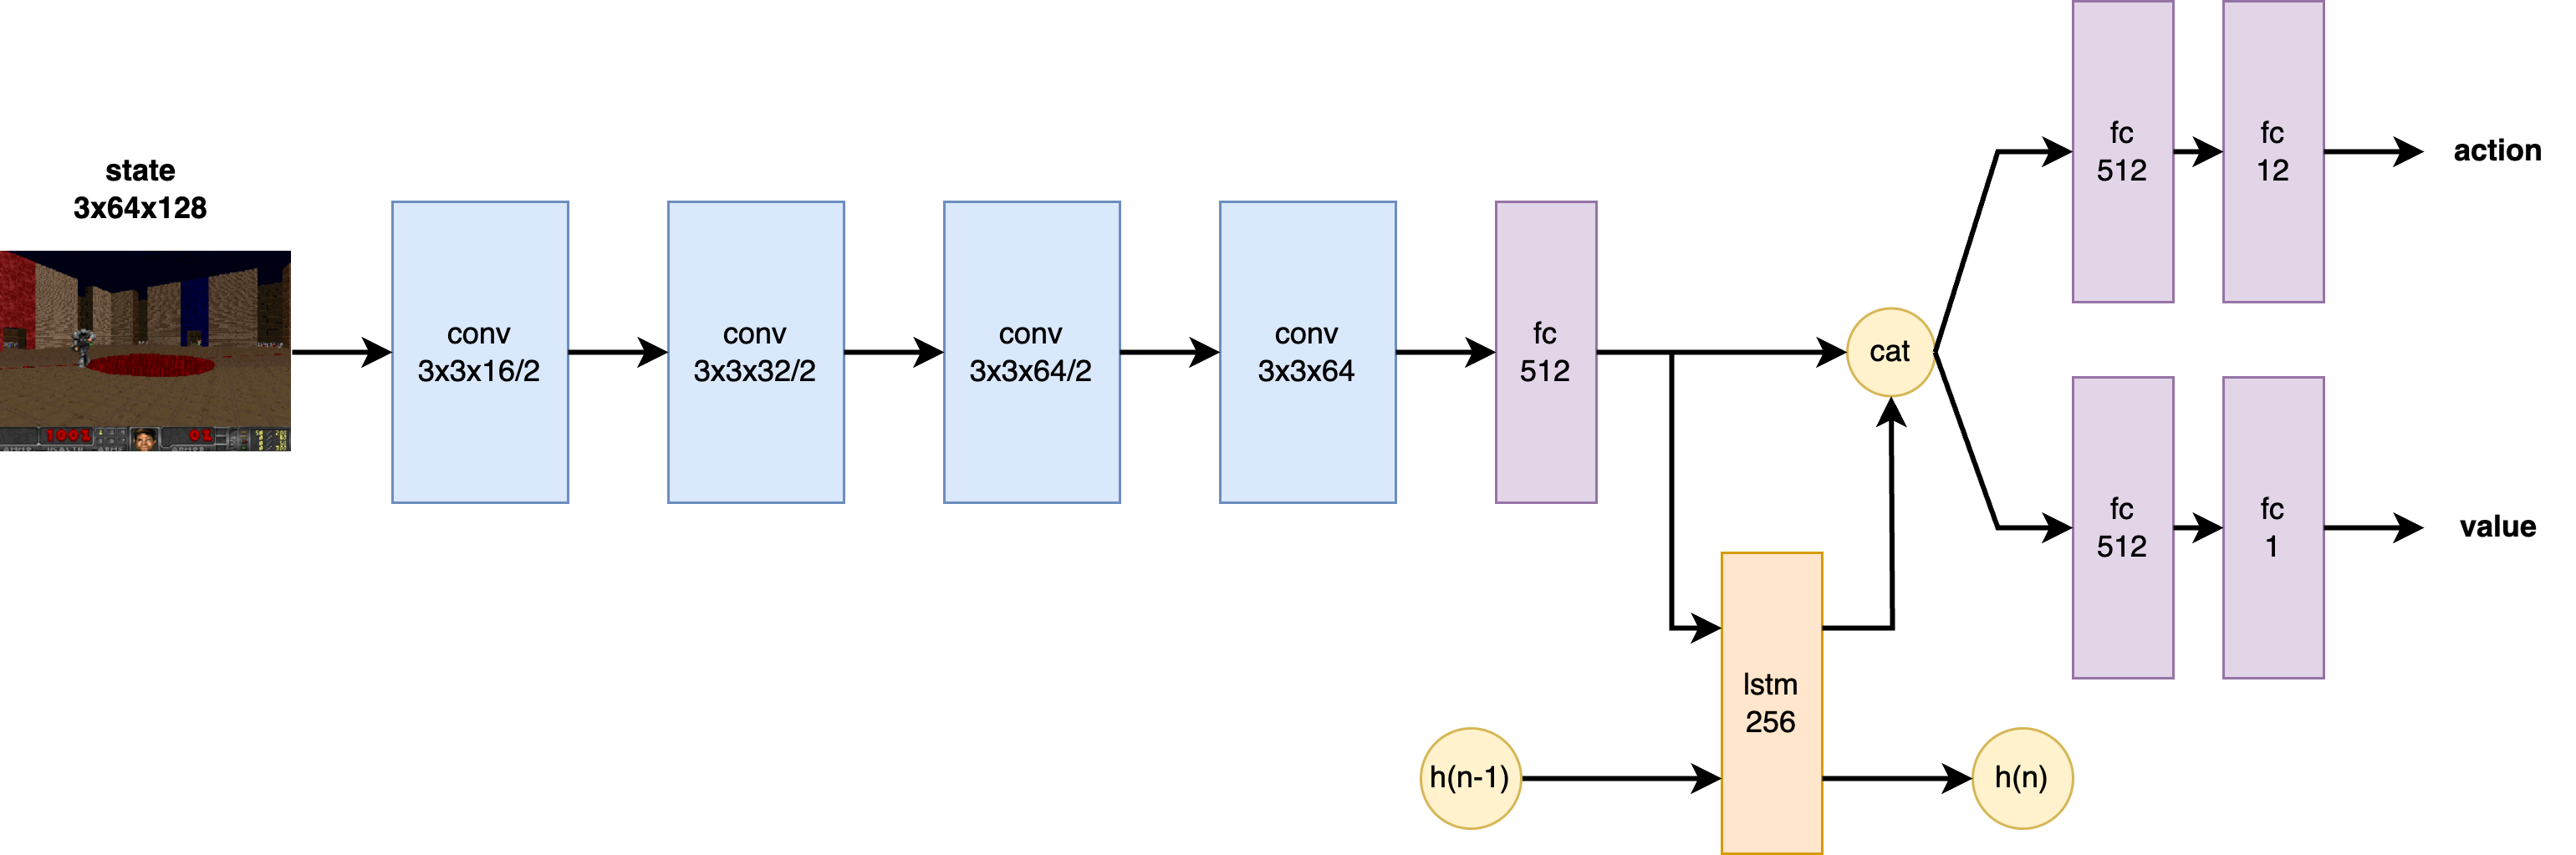 state
3x64x128
100%
0%
conv
3x3x16/2
conv
3x3x32/2
conv
3x3x64/2
conv
3x3x64
fc
512
cat
lstm
256
h(n-1)
h(n)
fc
512
fc
12
action
fc
512
fc
1
value